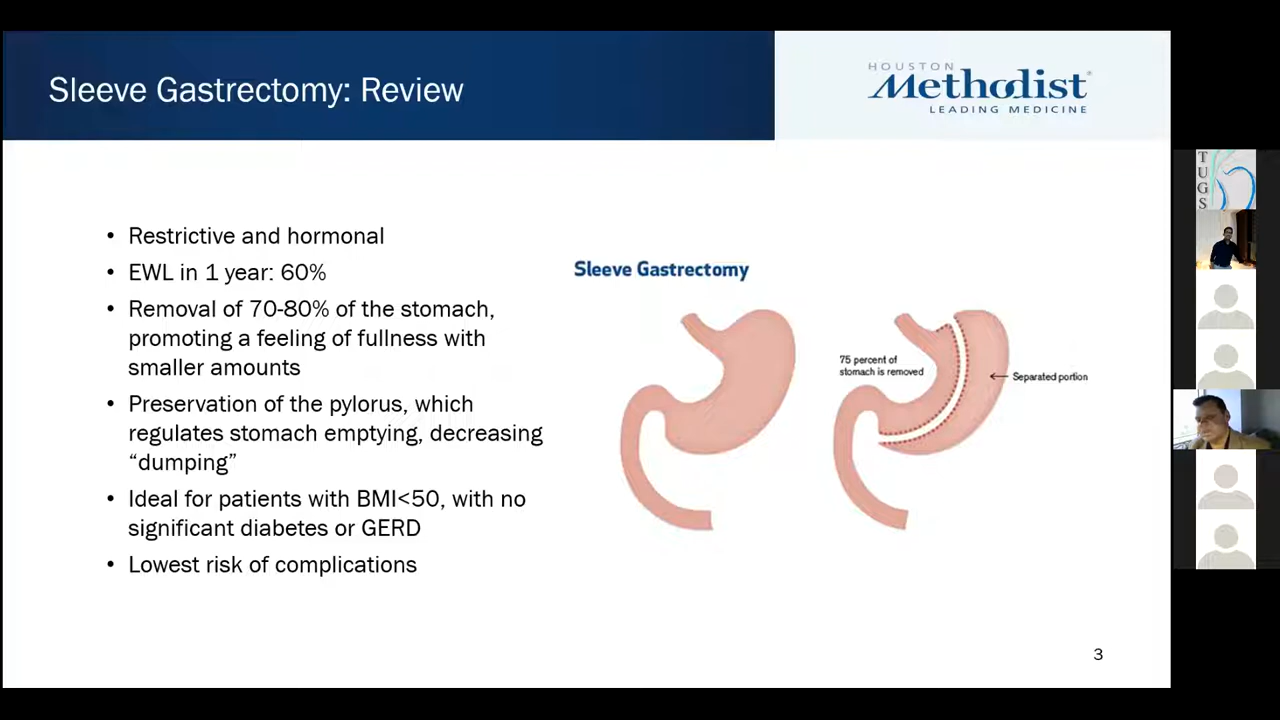 Sleeve Gastrectomy: Review
HOUSTON
Methodist
LEADING MEDICINE
• Restrictive and hormonal
• EWL in 1 year: 60%
• Removal of 70-80% of the stomach,
promoting a feeling of fullness with
smaller amounts
• Preservation of the pylorus, which
regulates stomach emptying, decreasing
“dumping”
• Ideal for patients with BMI<50, with no
significant diabetes or GERD
• Lowest risk of complications
Sleeve Gastrectomy
75 percent of
stomach is removed
Separated portion
3
TUGS